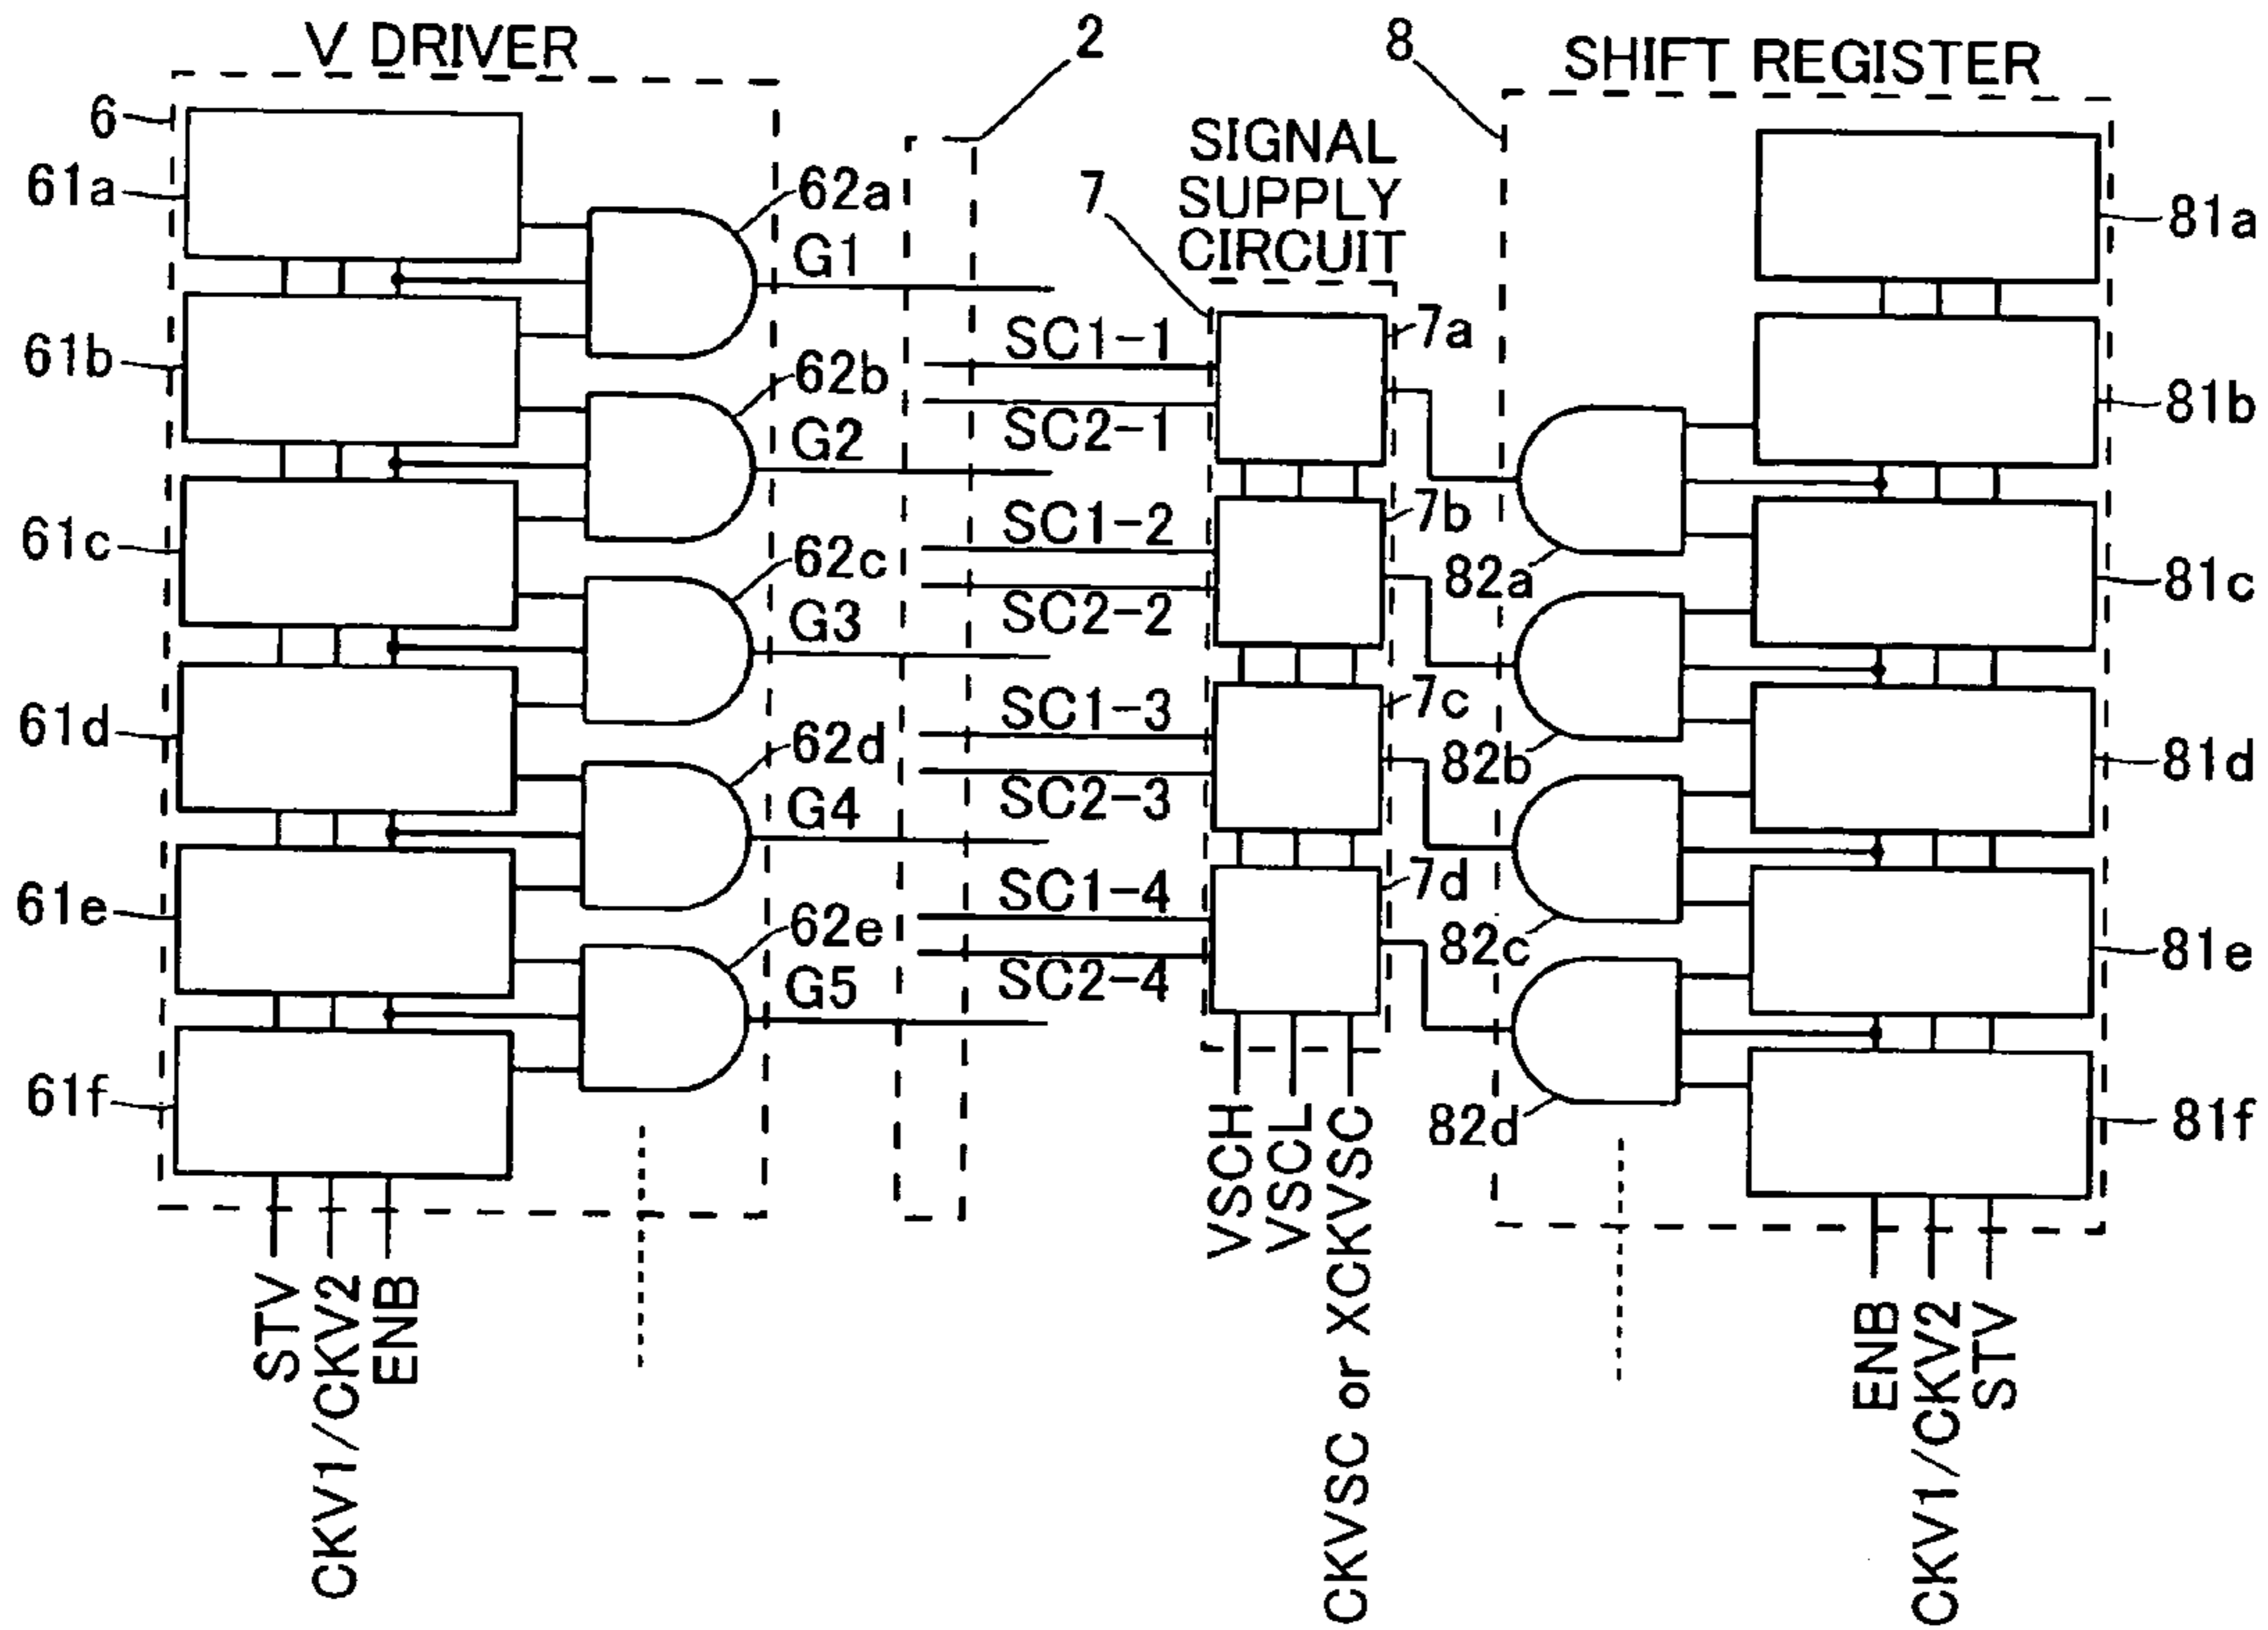 V DRIVER
2
8
SHIFT REGISTER
6
61a
62a
G1
7
SIGNAL
SUPPLY
CIRCUIT
81a
61b
62b
G2
SC1-1
SC2-1
7a
81b
61c
62c
G3
SC1-2
SC2-2
7b
82a
81c
61d
62d
G4
SC1-3
SC2-3
7c
82b
81d
61e
62e
G5
SC1-4
SC2-4
7d
82c
81e
61f
82d
81f
STV
CKV1/CKV2
ENB
VSCH
VSCL
CKVSC or XCKVSC
ENB
CKV1/CKV2
STV